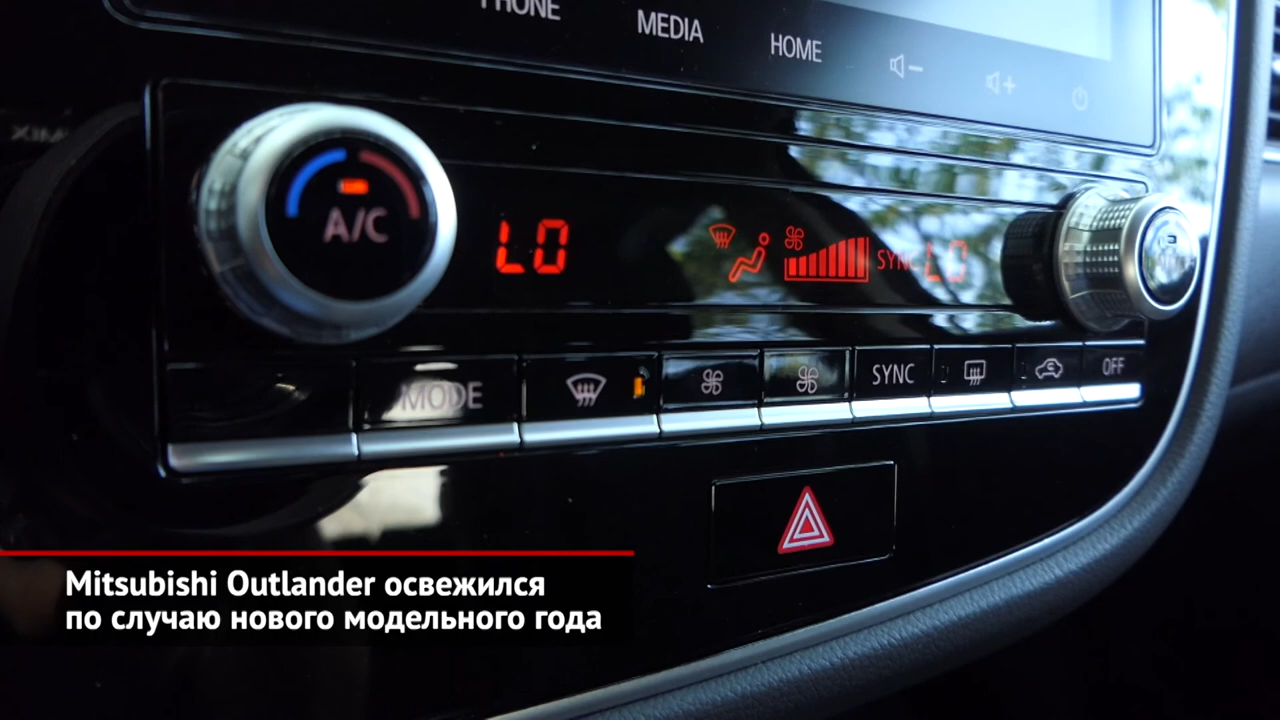 PHONE
MEDIA
HOME
A/C
LO
SYNC LO
MODE
SYNC
OFF
Mitsubishi Outlander освежился
по случаю нового модельного года